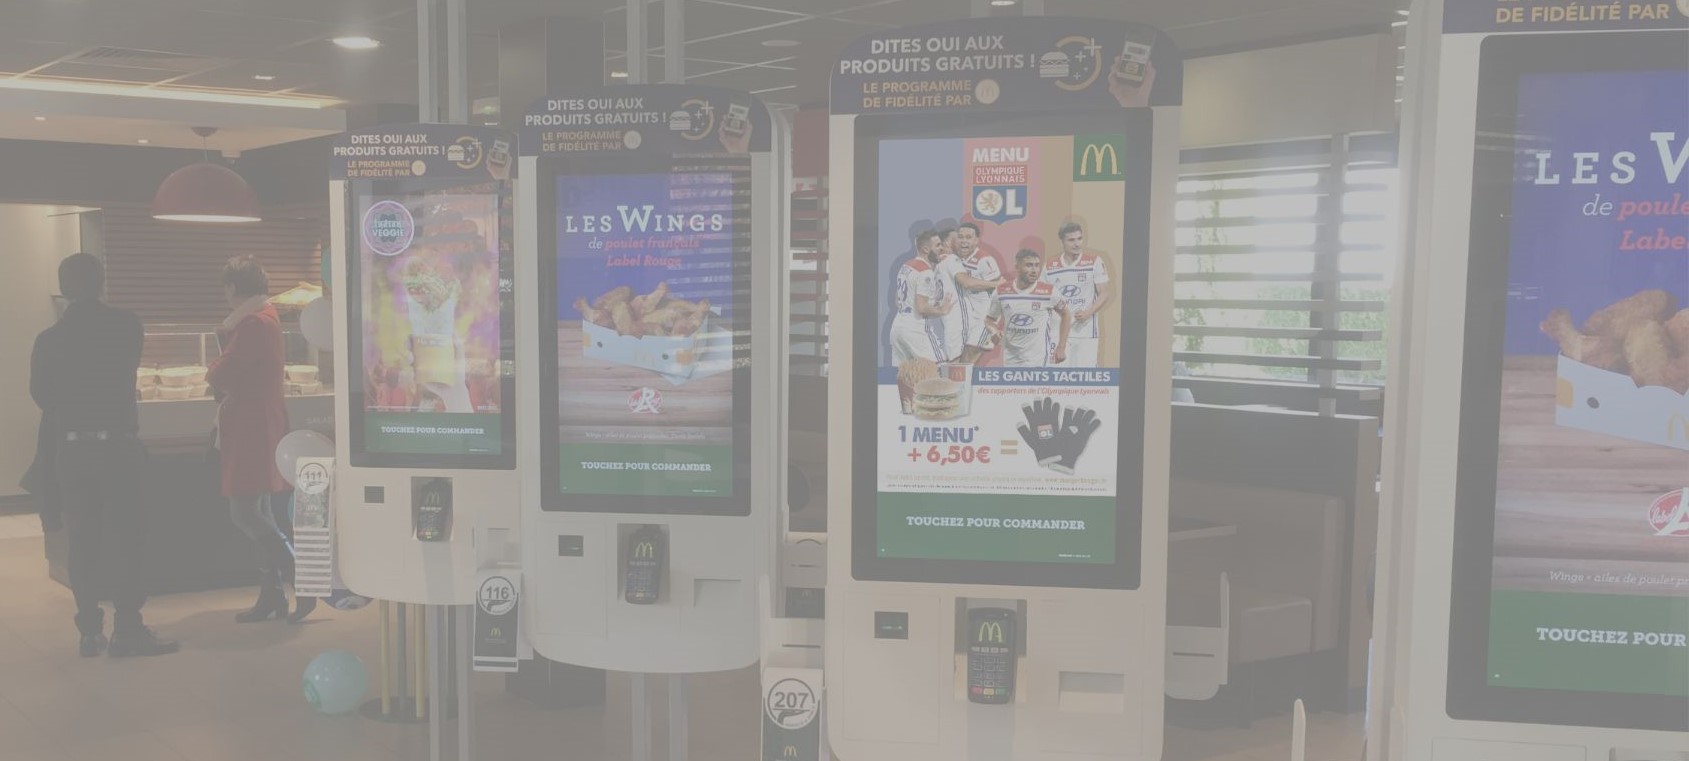 DITES OUI AUX
PRODUITS GRATUITS !
LE PROGRAMME
DE FIDÉLITÉ PAR
VEGGIE
TOUCHEZ POUR COMMANDER
111
DITES OUI AUX
PRODUITS GRATUITS !
LE PROGRAMME
DE FIDÉLITÉ PAR
LES WINGS
de poulet français
Label Rouge
TOUCHEZ POUR COMMANDER
116
DITES OUI AUX
PRODUITS GRATUITS !
LE PROGRAMME
DE FIDÉLITÉ PAR
MENU
OLYMPIQUE
LYONNAIS
OL
HYUNDAI
LES GANTS TACTILES
des supporters de l'Olympique Lyonnais
1 MENU*
+ 6,50€ =
OL
TOUCHEZ POUR COMMANDER
207
DE FIDÉLITÉ PAR
LES W
de poule
Labe
label
Wings • ailes de poulet p
TOUCHEZ POUR